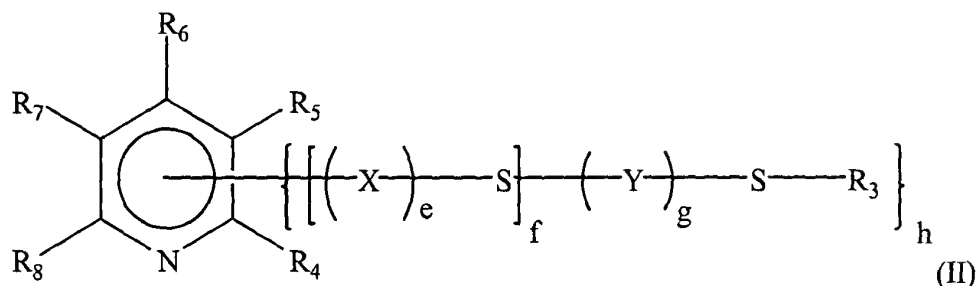 R6
R7 R5
{ [ ( X )e S ]f ( Y )g S R3 }h
R8 N R4
(II)